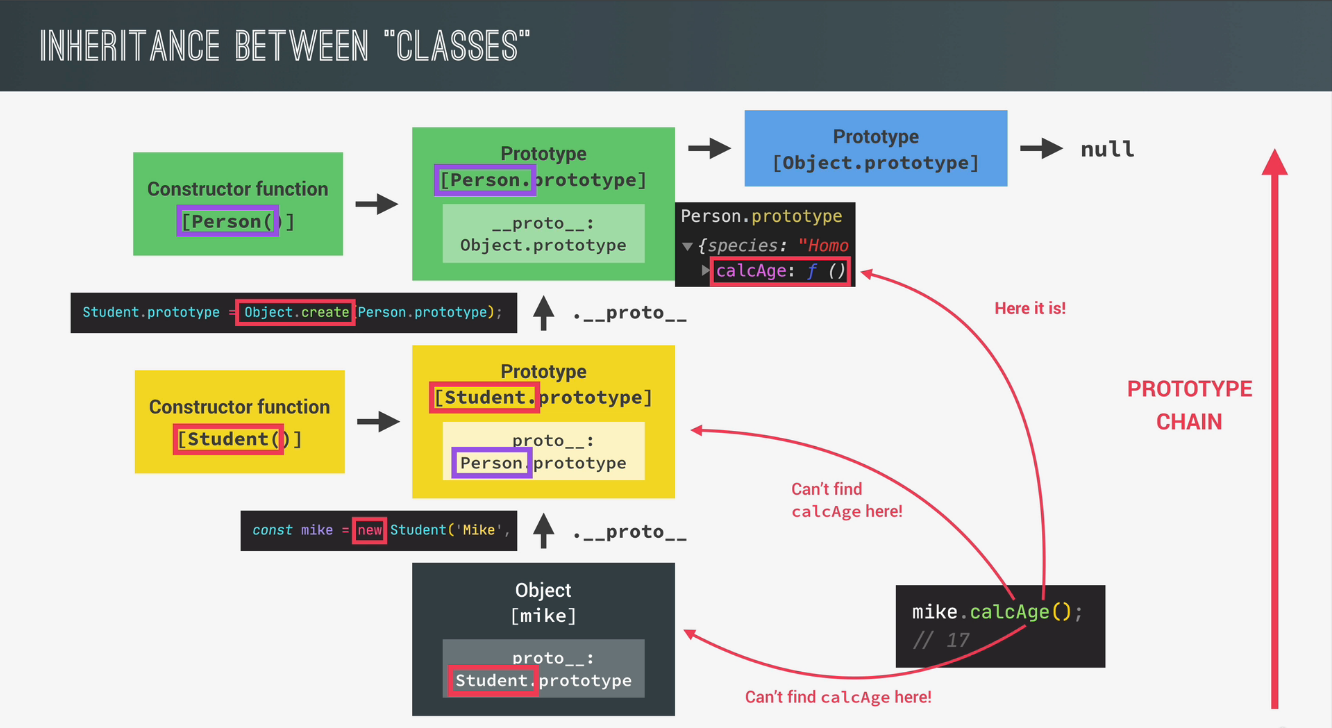 INHERITANCE BETWEEN "CLASSES"
Prototype
[Object.prototype]
null
Prototype
[Person.prototype]
__proto__:
Object.prototype
Constructor function
[Person()]
Person.prototype
{species: "Homo
calcAge: ƒ ()
Here it is!
Student.prototype = Object.create(Person.prototype);
.__proto__
PROTOTYPE
CHAIN
Prototype
[Student.prototype]
proto__:
Person.prototype
Constructor function
[Student()]
Can't find
calcAge here!
const mike = new Student('Mike',
.__proto__
Object
[mike]
proto__:
Student.prototype
mike.calcAge();
// 17
Can't find calcAge here!